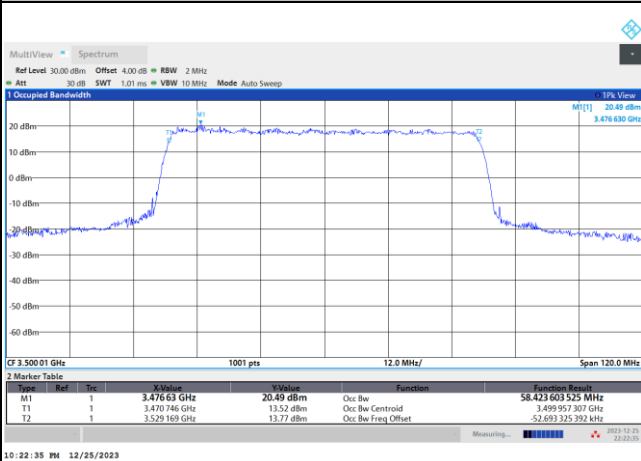 MultiView Spectrum
Ref Level 30.00 dBm Offset 4.00 dB RBW 2 MHz
Att 30 dB SWT 1.01 ms VBW 10 MHz Mode Auto Sweep
1 Occupied Bandwidth 1Pk View
M1[1] 20.49 dBm
3.476 630 GHz
M1
20 dBm
T1
T2
10 dBm
0 dBm
-10 dBm
-20 dBm
-30 dBm
-40 dBm
-50 dBm
-60 dBm
CF 3.500 01 GHz 1001 pts 12.0 MHz/ Span 120.0 MHz
2 Marker Table
Type Ref Trc X-Value Y-Value Function Function Result
M1 1 3.476 63 GHz 20.49 dBm Occ Bw 58.423 603 525 MHz
T1 1 3.470 746 GHz 13.52 dBm Occ Bw Centroid 3.499 957 307 GHz
T2 1 3.529 169 GHz 13.77 dBm Occ Bw Freq Offset -52.693 325 392 kHz
Measuring... 2023-12-25
22:22:35
10:22:35 PM 12/25/2023